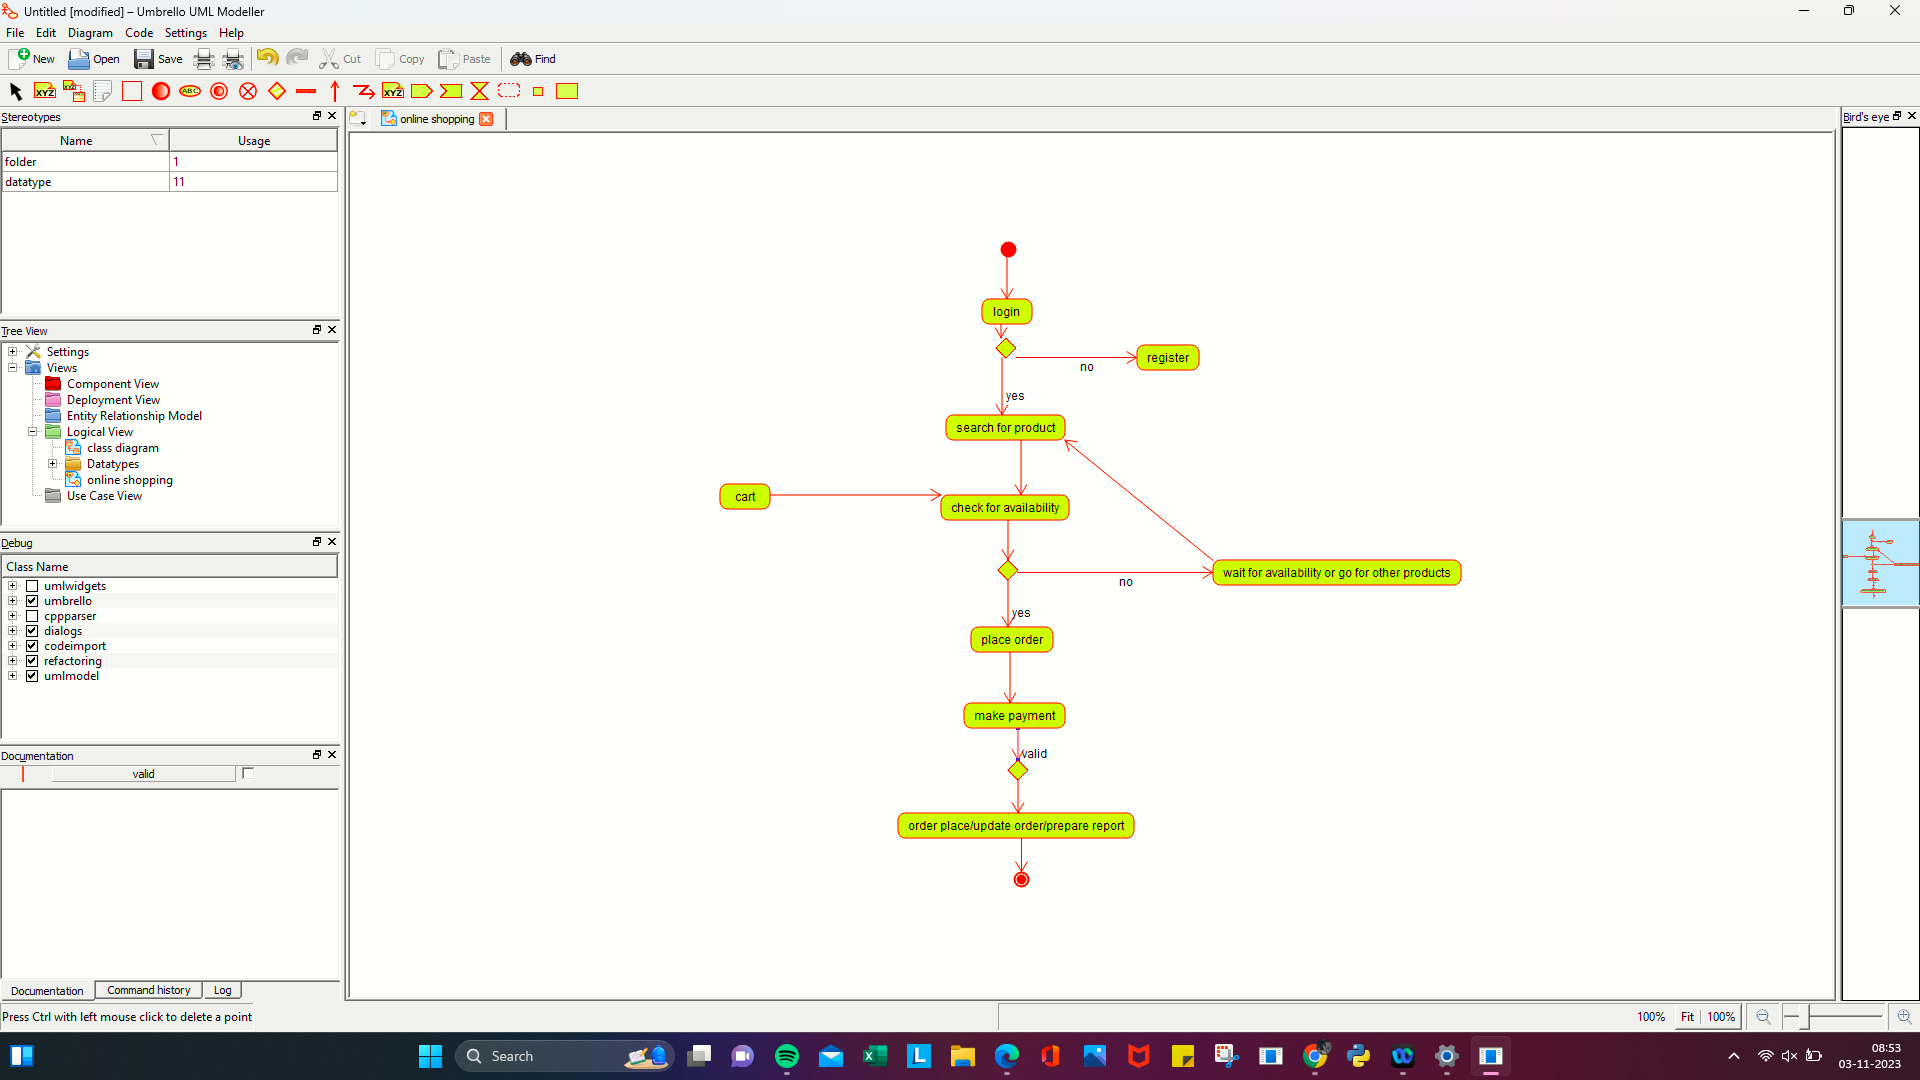 Untitled [modified] – Umbrello UML Modeller
File Edit Diagram Code Settings Help
New Open Save Cut Copy Paste Find
XYZ XYZ ABC XYZ
Stereotypes
online shopping
Bird's eye
Name Usage
folder 1
datatype 11
Tree View
Settings
Views
Component View
Deployment View
Entity Relationship Model
Logical View
class diagram
Datatypes
online shopping
Use Case View
Debug
Class Name
umlwidgets
umbrello
cppparser
dialogs
codeimport
refactoring
umlmodel
Documentation
valid
Documentation Command history Log
login
register
no
yes
search for product
cart
check for availability
wait for availability or go for other products
no
yes
place order
make payment
valid
order place/update order/prepare report
Press Ctrl with left mouse click to delete a point
100% Fit 100%
Search
08:53
03-11-2023